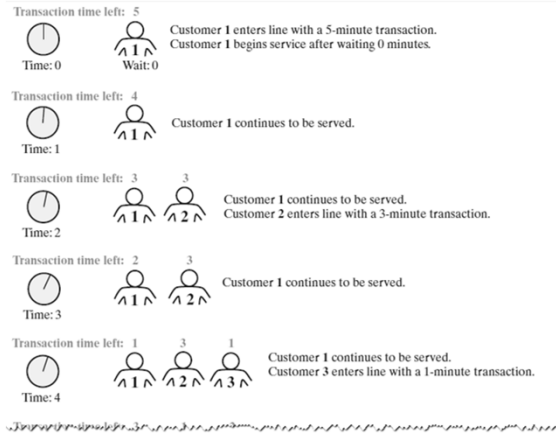 Transaction time left: 5
Customer 1 enters line with a 5-minute transaction.
Customer 1 begins service after waiting 0 minutes.
1
Time: 0 Wait: 0
Transaction time left: 4
Customer 1 continues to be served.
1
Time: 1
Transaction time left: 3 3
Customer 1 continues to be served.
Customer 2 enters line with a 3-minute transaction.
1 2
Time: 2
Transaction time left: 2 3
Customer 1 continues to be served.
1 2
Time: 3
Transaction time left: 1 3 1
Customer 1 continues to be served.
Customer 3 enters line with a 1-minute transaction.
1 2 3
Time: 4